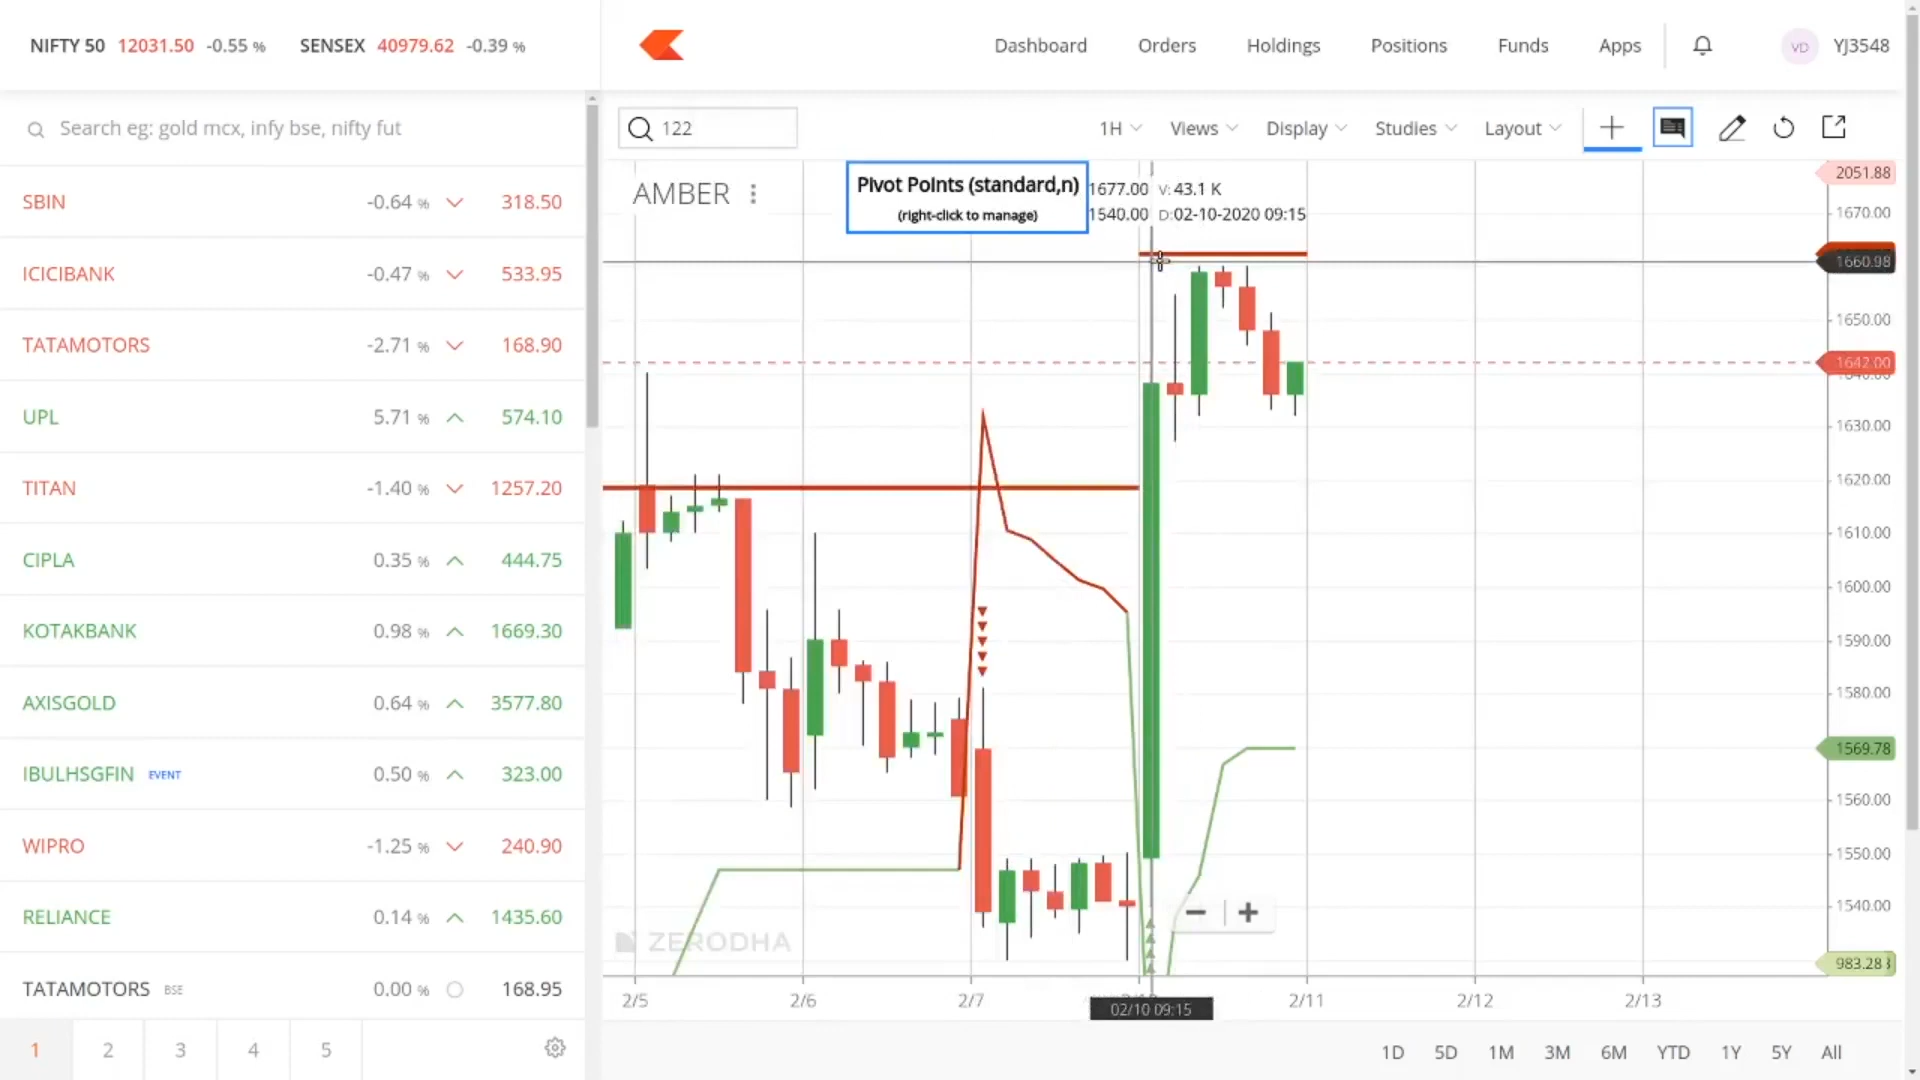 NIFTY 50 12031.50 -0.55 % SENSEX 40979.62 -0.39 %
Dashboard Orders Holdings Positions Funds Apps VD YJ3548
Search eg: gold mcx, infy bse, nifty fut
122
1H Views Display Studies Layout
SBIN -0.64 % 318.50
ICICIBANK -0.47 % 533.95
TATAMOTORS -2.71 % 168.90
UPL 5.71 % 574.10
TITAN -1.40 % 1257.20
CIPLA 0.35 % 444.75
KOTAKBANK 0.98 % 1669.30
AXISGOLD 0.64 % 3577.80
IBULHSGFIN EVENT 0.50 % 323.00
WIPRO -1.25 % 240.90
RELIANCE 0.14 % 1435.60
TATAMOTORS BSE 0.00 % 168.95
1 2 3 4 5
AMBER
Pivot Points (standard,n)
(right-click to manage)
1677.00 V: 43.1 K
1540.00 D: 02-10-2020 09:15
2051.88
1670.00
1660.98
1650.00
1642.00
1630.00
1620.00
1610.00
1600.00
1590.00
1580.00
1569.78
1560.00
1550.00
1540.00
983.28
ZERODHA
2/5 2/6 2/7 2/11 2/12 2/13
02/10 09:15
1D 5D 1M 3M 6M YTD 1Y 5Y All